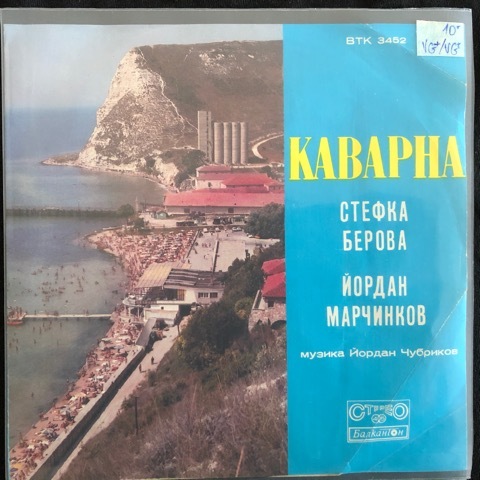 ВТК 3452
10*
VG+/VG+
КАВАРНА
СТЕФКА
БЕРОВА
ЙОРДАН
МАРЧИНКОВ
музика Йордан Чубриков
СТЕРЕО
Балкантон